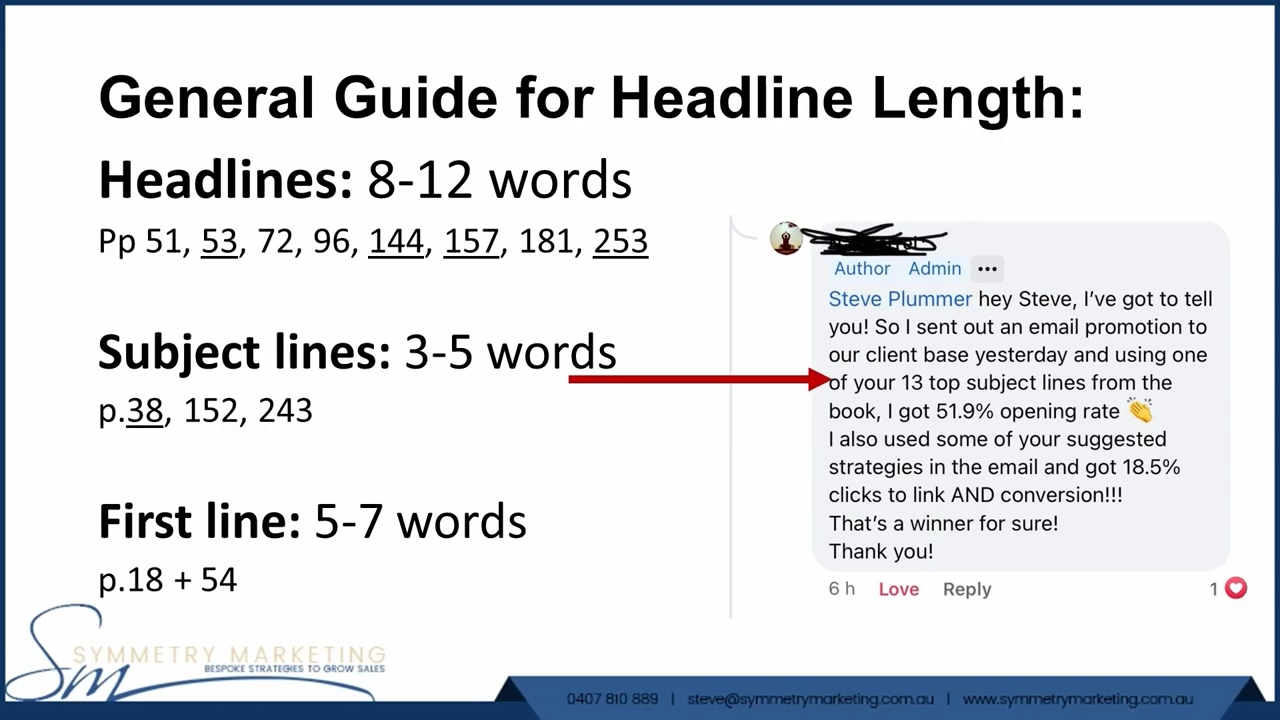 General Guide for Headline Length:
Headlines: 8-12 words
Pp 51, 53, 72, 96, 144, 157, 181, 253
Subject lines: 3-5 words
p.38, 152, 243
First line: 5-7 words
p.18 + 54
Author Admin •••
Steve Plummer hey Steve, I’ve got to tell
you! So I sent out an email promotion to
our client base yesterday and using one
of your 13 top subject lines from the
book, I got 51.9% opening rate 👏
I also used some of your suggested
strategies in the email and got 18.5%
clicks to link AND conversion!!!
That’s a winner for sure!
Thank you!
6 h Love Reply 1
Sm
SYMMETRY MARKETING
BESPOKE STRATEGIES TO GROW SALES
0407 810 889 | steve@symmetrymarketing.com.au | www.symmetrymarketing.com.au